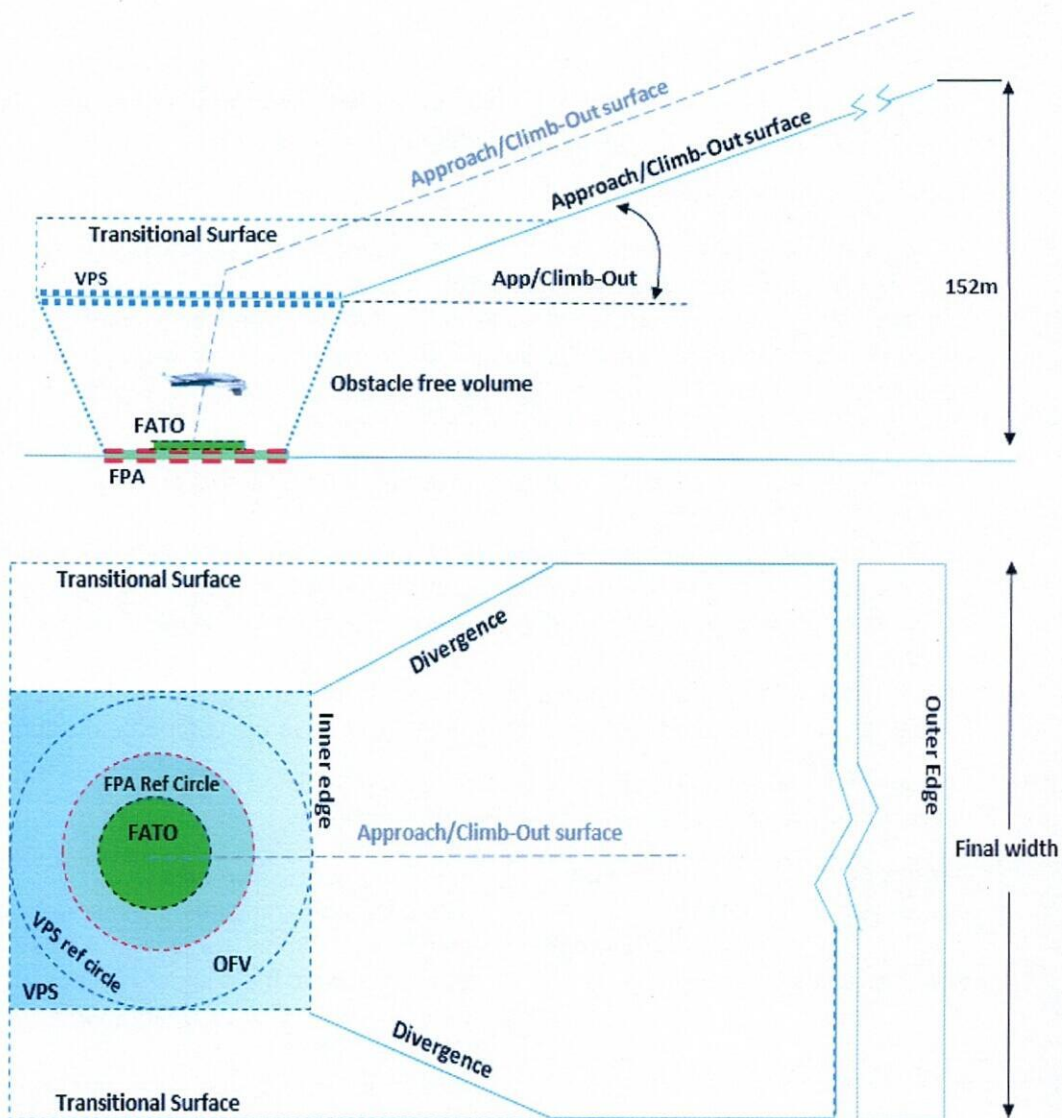 Approach/Climb-Out surface
Approach/Climb-Out surface
Transitional Surface
VPS
App/Climb-Out
152m
Obstacle free volume
FATO
FPA
Transitional Surface
Divergence
Inner edge
Outer Edge
FPA Ref Circle
FATO
Approach/Climb-Out surface
Final width
VPS ref circle
OFV
VPS
Divergence
Transitional Surface